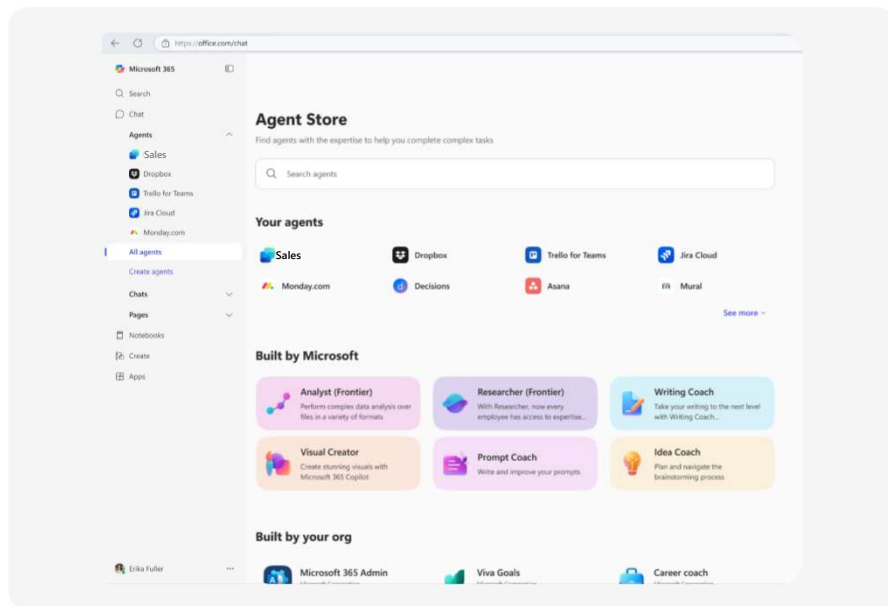 https://office.com/chat
Microsoft 365
Search
Chat
Agents
Sales
Dropbox
Trello for Teams
Jira Cloud
Monday.com
All agents
Create agents
Chats
Pages
Notebooks
Create
Apps
Erika Fuller
Agent Store
Find agents with the expertise to help you complete complex tasks
Search agents
Your agents
Sales
Dropbox
Trello for Teams
Jira Cloud
Monday.com
Decisions
Asana
Mural
See more
Built by Microsoft
Analyst (Frontier)
Perform complex data analysis over
files in a variety of formats
Researcher (Frontier)
With Researcher, now every
employee has access to expertise...
Writing Coach
Take your writing to the next level
with Writing Coach...
Visual Creator
Create stunning visuals with
Microsoft 365 Copilot
Prompt Coach
Write and improve your prompts
Idea Coach
Plan and navigate the
brainstorming process
Built by your org
Microsoft 365 Admin
Viva Goals
Career coach